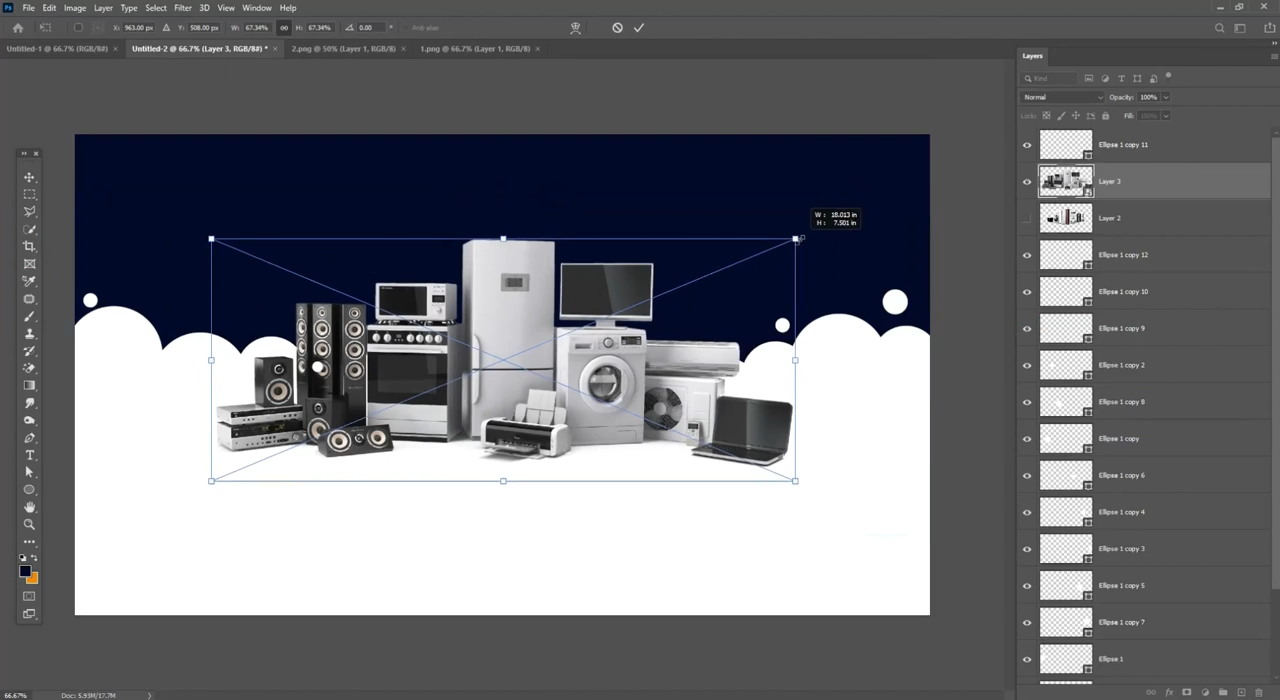 Ps File Edit Image Layer Type Select Filter 3D View Window Help
X: 963.00 px Y: 508.00 px W: 67.34% H: 67.34% 0.00 ° Anti-alias
Untitled-1 @ 66.7% (RGB/8#) × Untitled-2 @ 66.7% (Layer 3, RGB/8#) * × 2.png @ 50% (Layer 1, RGB/8) × 1.png @ 66.7% (Layer 1, RGB/8) ×
Layers
Kind
Normal Opacity: 100%
Lock: Fill: 100%
Ellipse 1 copy 11
Layer 3
Layer 2
Ellipse 1 copy 12
Ellipse 1 copy 10
Ellipse 1 copy 9
Ellipse 1 copy 2
Ellipse 1 copy 8
Ellipse 1 copy
Ellipse 1 copy 6
Ellipse 1 copy 4
Ellipse 1 copy 3
Ellipse 1 copy 5
Ellipse 1 copy 7
Ellipse 1
W: 18.013 in
H: 7.501 in
66.67% Doc: 5.93M/17.7M